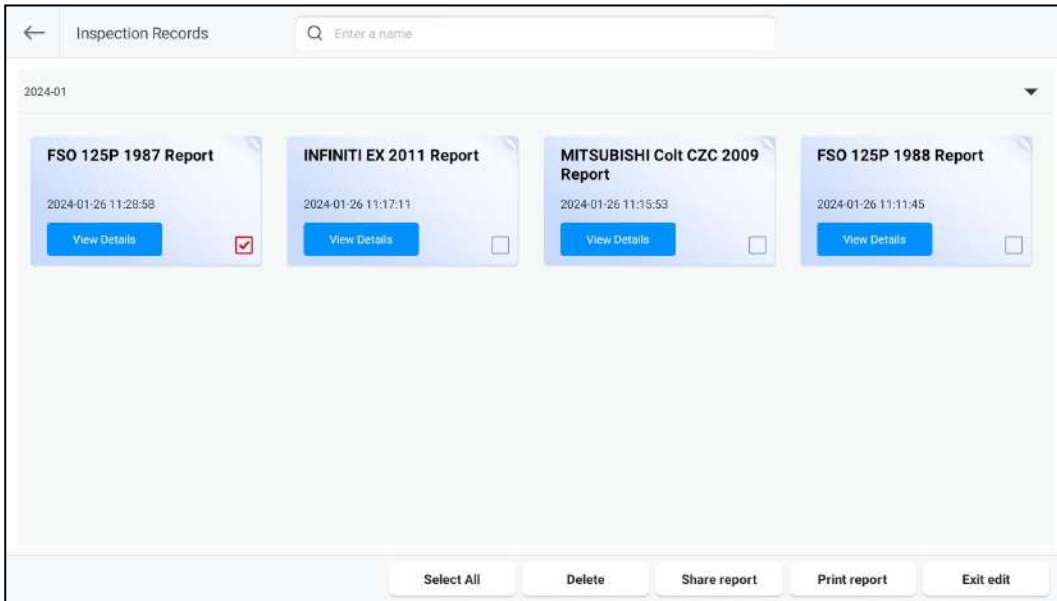 Inspection Records
Enter a name
2024-01
FSO 125P 1987 Report
2024-01-26 11:28:58
View Details
INFINITI EX 2011 Report
2024-01-26 11:17:11
View Details
MITSUBISHI Colt CZC 2009
Report
2024-01-26 11:15:53
View Details
FSO 125P 1988 Report
2024-01-26 11:11:45
View Details
Select All
Delete
Share report
Print report
Exit edit